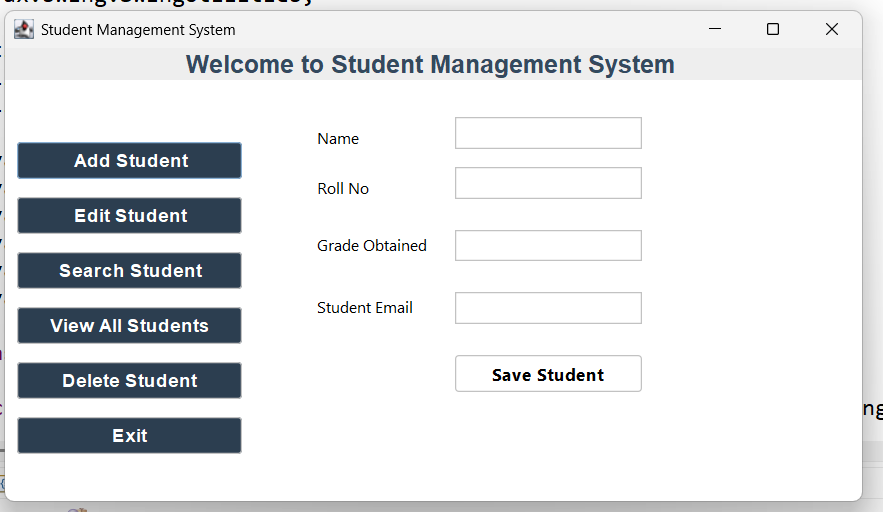 Student Management System
Welcome to Student Management System
Add Student
Edit Student
Search Student
View All Students
Delete Student
Exit
Name
Roll No
Grade Obtained
Student Email
Save Student